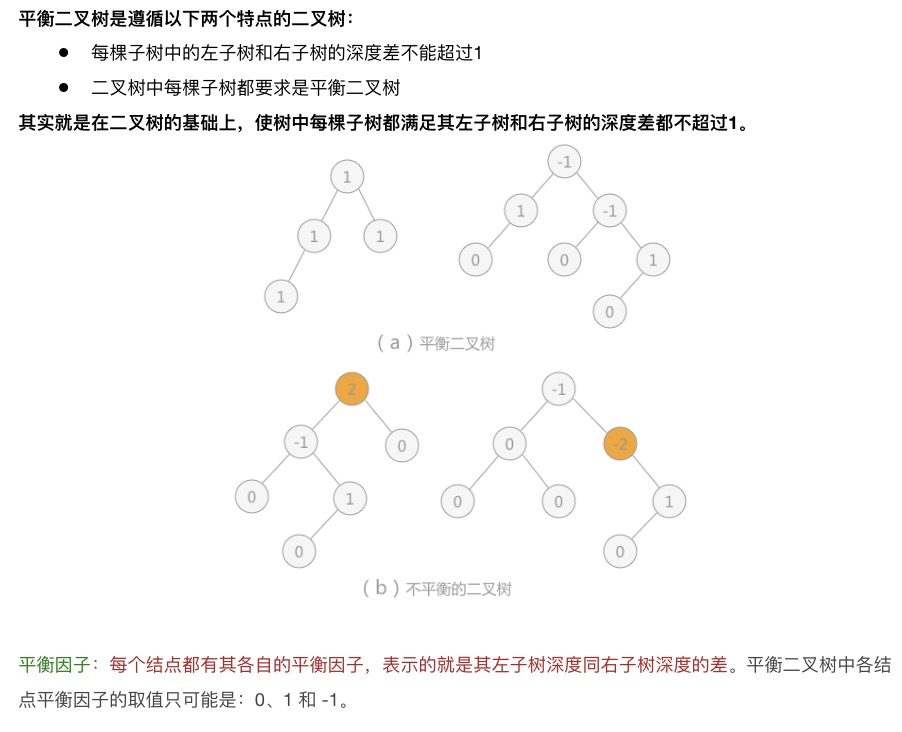 平衡二叉树是遵循以下两个特点的二叉树：
● 每棵子树中的左子树和右子树的深度差不能超过1
● 二叉树中每棵子树都要求是平衡二叉树
其实就是在二叉树的基础上，使树中每棵子树都满足其左子树和右子树的深度差都不超过1。
1 -1
1 1 1 -1
1 0 0 1
0
（a）平衡二叉树
2 -1
-1 0 0 -2
0 1 0 0 1
0 0
（b）不平衡的二叉树
平衡因子：每个结点都有其各自的平衡因子，表示的就是其左子树深度同右子树深度的差。平衡二叉树中各结
点平衡因子的取值只可能是：0、1 和 -1。